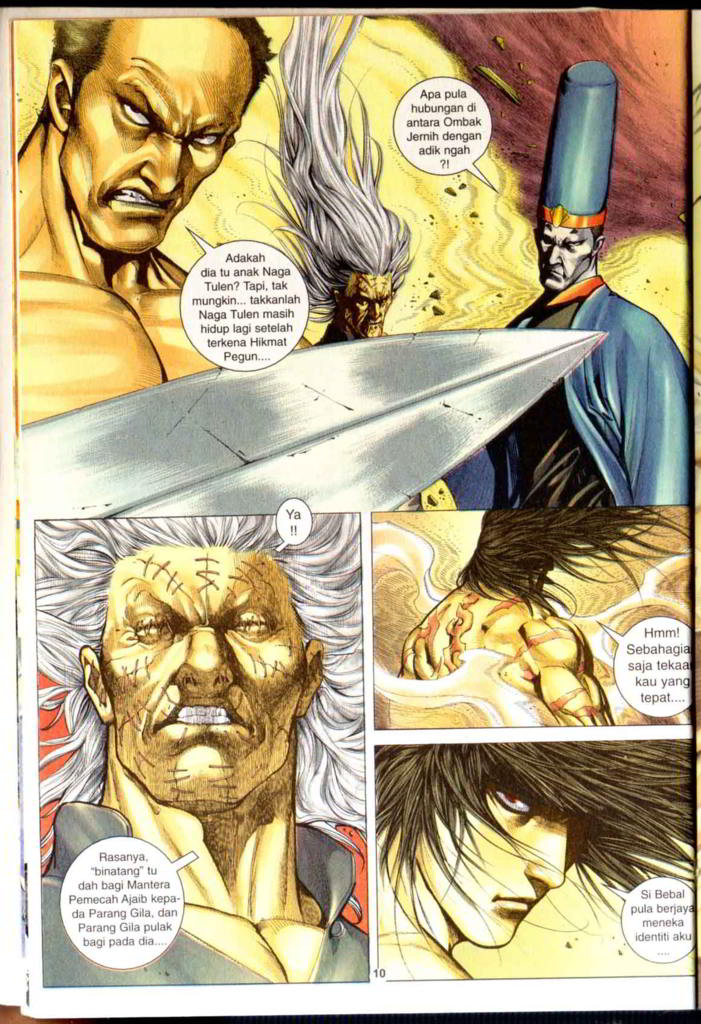 Apa pula
hubungan di
antara Ombak
Jernih dengan
adik ngah
?!
Adakah
dia tu anak Naga
Tulen? Tapi, tak
mungkin... takkanlah
Naga Tulen masih
hidup lagi setelah
terkena Hikmat
Pegun....
Ya
!!
Rasanya,
“binatang” tu
dah bagi Mantera
Pemecah Ajaib kepa-
da Parang Gila, dan
Parang Gila pulak
bagi pada dia....
Hmm!
Sebahagia
saja tekaa
kau yang
tepat....
Si Bebal
pula berjaya
meneka
identiti aku
....
10